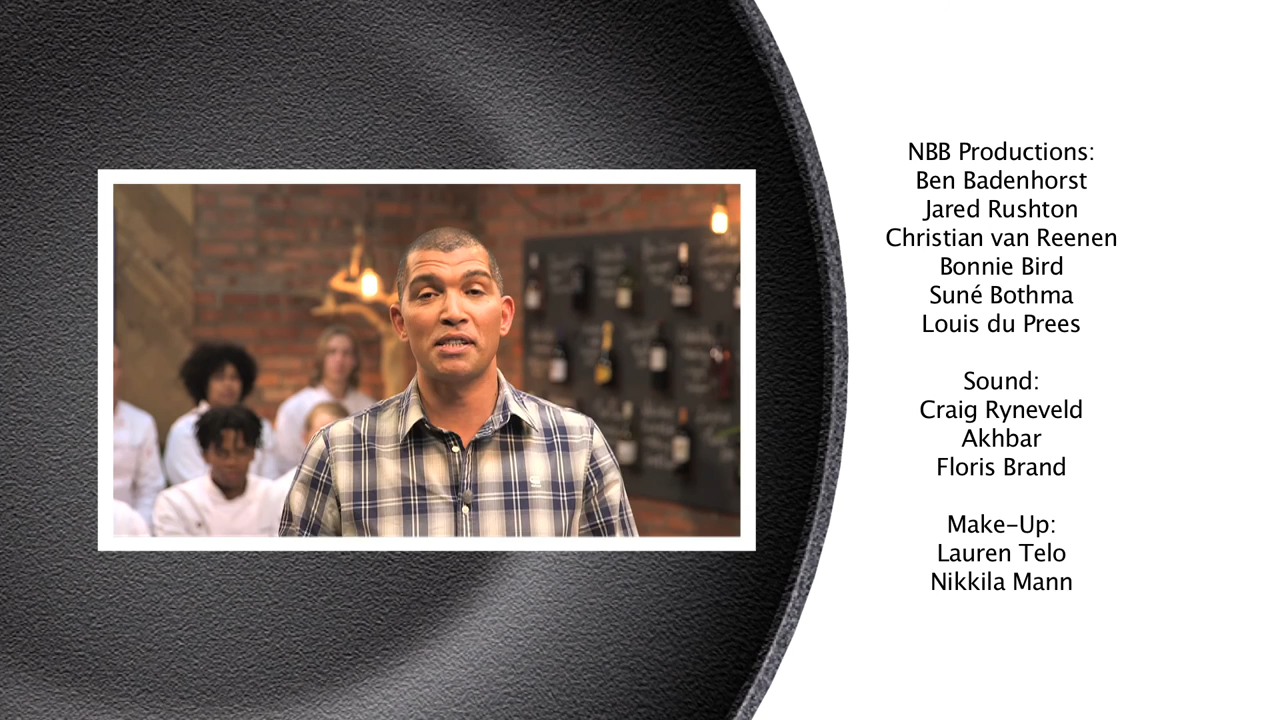 NBB Productions:
Ben Badenhorst
Jared Rushton
Christian van Reenen
Bonnie Bird
Suné Bothma
Louis du Prees
Sound:
Craig Ryneveld
Akhbar
Floris Brand
Make-Up:
Lauren Telo
Nikkila Mann